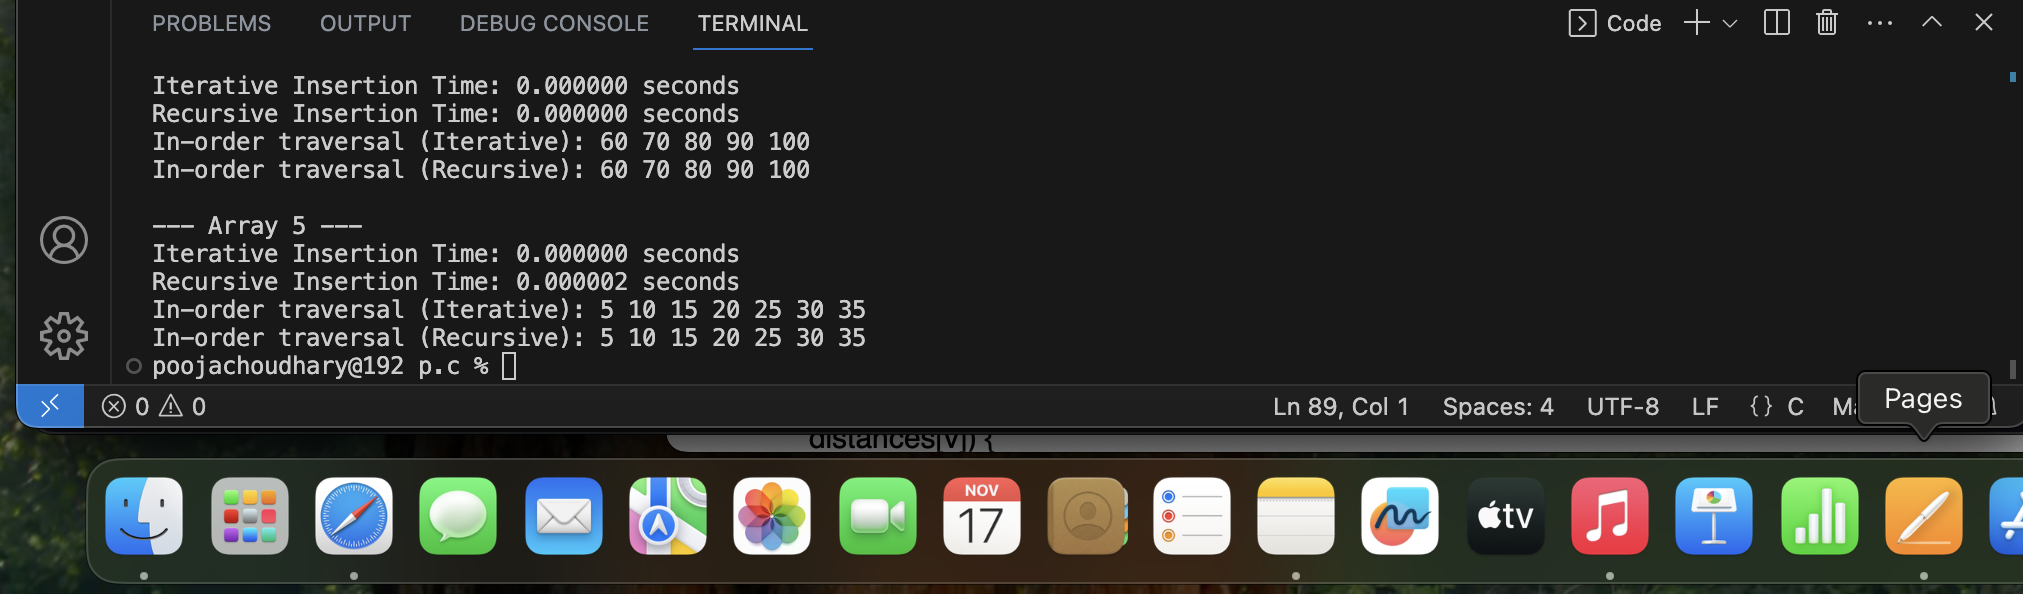 PROBLEMS OUTPUT DEBUG CONSOLE TERMINAL Code
Iterative Insertion Time: 0.000000 seconds
Recursive Insertion Time: 0.000000 seconds
In-order traversal (Iterative): 60 70 80 90 100
In-order traversal (Recursive): 60 70 80 90 100
--- Array 5 ---
Iterative Insertion Time: 0.000000 seconds
Recursive Insertion Time: 0.000002 seconds
In-order traversal (Iterative): 5 10 15 20 25 30 35
In-order traversal (Recursive): 5 10 15 20 25 30 35
poojachoudhary@192 p.c %
0 0 Ln 89, Col 1 Spaces: 4 UTF-8 LF {} C
Pages
distances[v]) {
NOV
17
tv